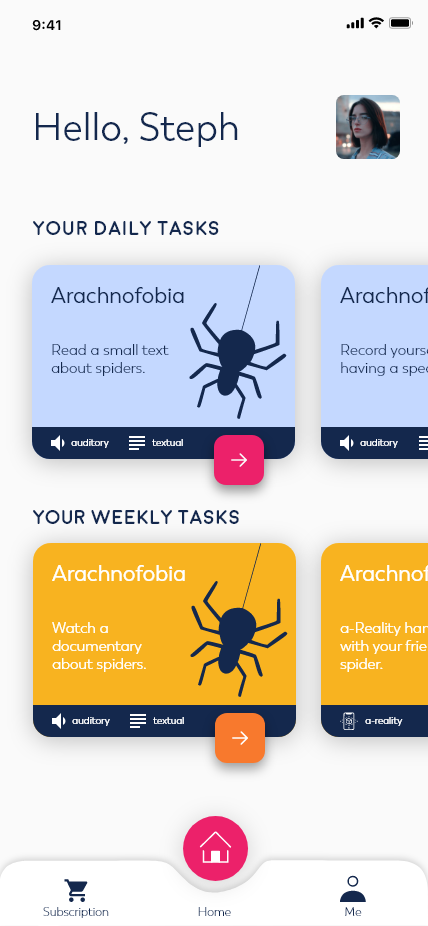 9:41
Hello, Steph
YOUR DAILY TASKS
Arachnofobia
Read a small text
about spiders.
auditory textual
Arachnof
Record yourse
having a spe
auditory
YOUR WEEKLY TASKS
Arachnofobia
Watch a
documentary
about spiders.
auditory textual
Arachnof
a-Reality har
with your frie
spider.
a-reality
Subscription
Home
Me